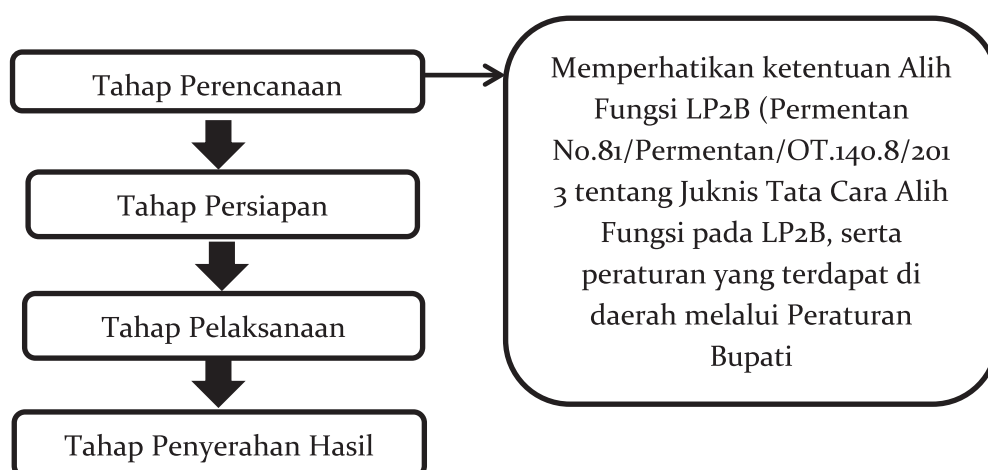 Tahap Perencanaan
Tahap Persiapan
Tahap Pelaksanaan
Tahap Penyerahan Hasil
Memperhatikan ketentuan Alih
Fungsi LP2B (Permentan
No.81/Permentan/OT.140.8/201
3 tentang Juknis Tata Cara Alih
Fungsi pada LP2B, serta
peraturan yang terdapat di
daerah melalui Peraturan
Bupati